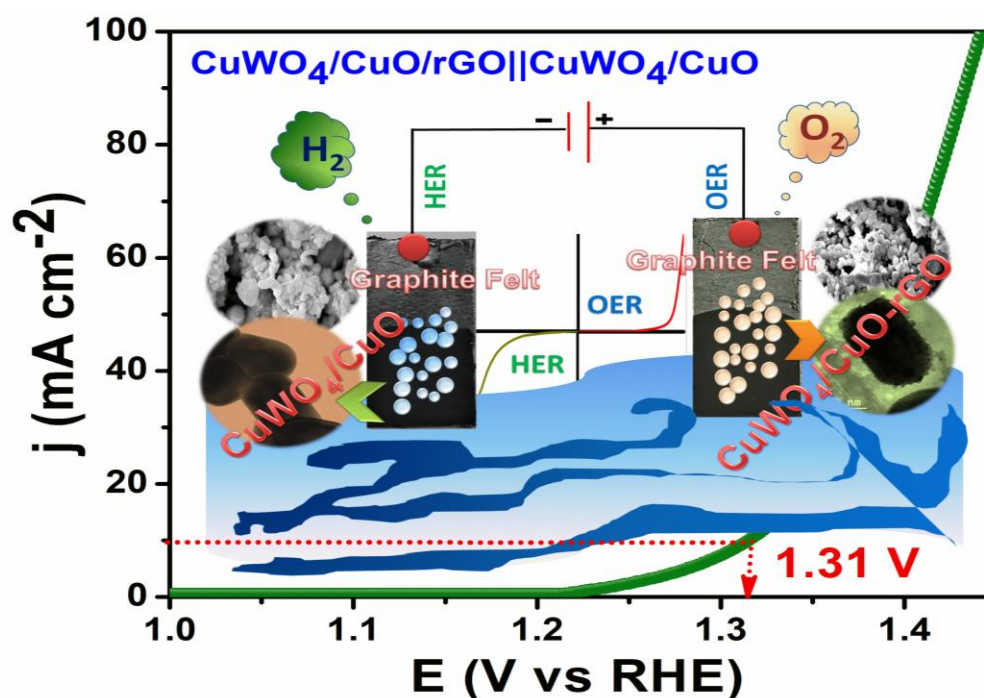 CuWO₄/CuO/rGO||CuWO₄/CuO
100
80
60
40
20
0
j (mA cm⁻²)
H₂
− +
O₂
HER
OER
Graphite Felt
Graphite Felt
OER
HER
CuWO₄/CuO
CuWO₄/CuO-rGO
nm
1.31 V
1.0 1.1 1.2 1.3 1.4
E (V vs RHE)